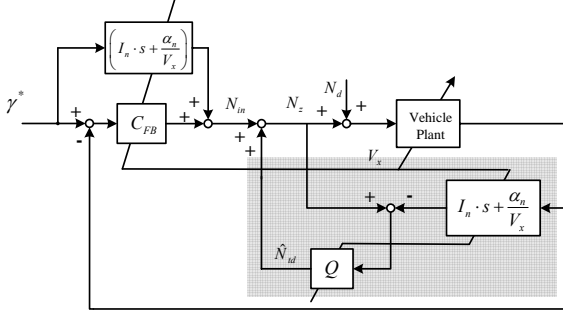 (I_n · s + α_n / V_x)
γ*
+
-
C_FB
+
+
N_in
+
+
N_z
N_d
+
+
Vehicle Plant
V_x
+
-
I_n · s + α_n / V_x
N̂_td
Q